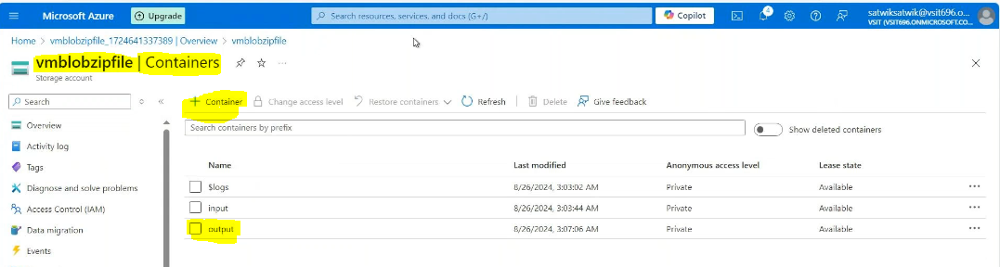 Microsoft Azure
Upgrade
Search resources, services, and docs (G+/)
Copilot
4
satwiksatwik@vsit696.o...
VSIT (VSIT696.ONMICROSOFT.CO...
Home > vmblobzipfile_1724641337389 | Overview > vmblobzipfile
vmblobzipfile | Containers
Storage account
Search
+ Container
Change access level
Restore containers
Refresh
Delete
Give feedback
Search containers by prefix
Show deleted containers
Overview
Activity log
Tags
Diagnose and solve problems
Access Control (IAM)
Data migration
Events
Name Last modified Anonymous access level Lease state
$logs 8/26/2024, 3:03:02 AM Private Available
input 8/26/2024, 3:03:44 AM Private Available
output 8/26/2024, 3:07:06 AM Private Available